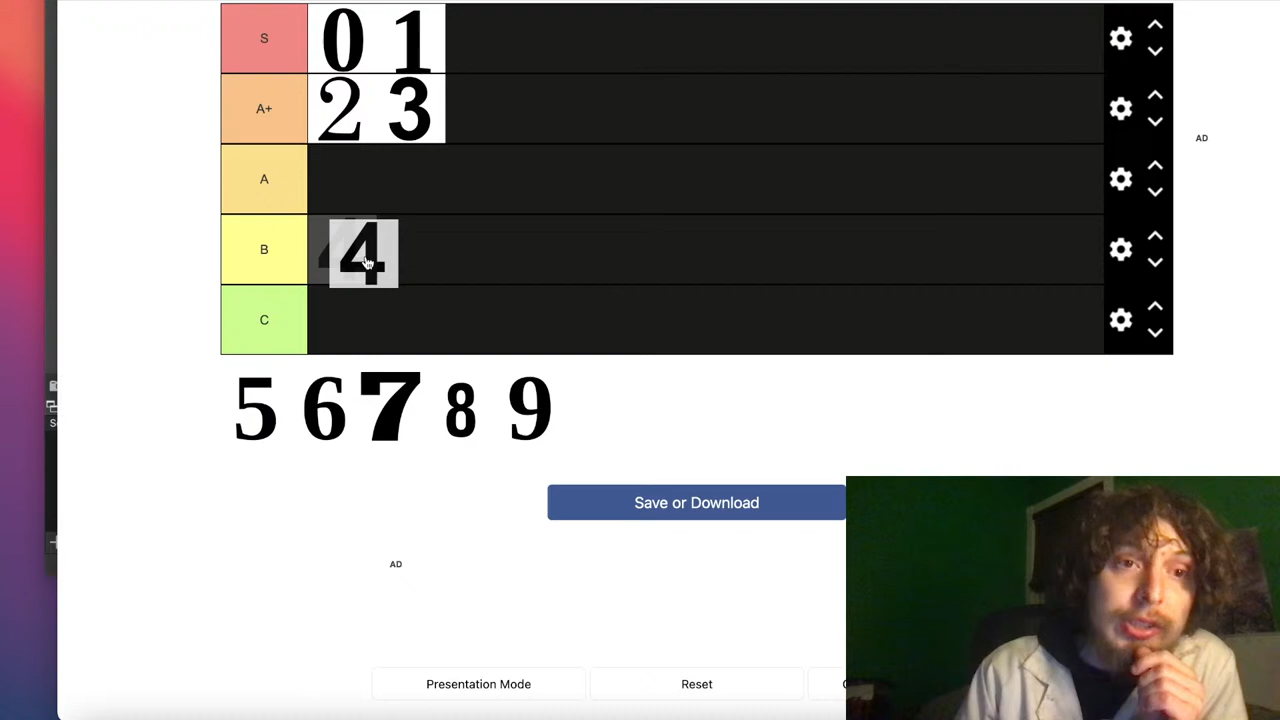 S 0 1
A+ 2 3
AD
A
B 4
C
5 6 7 8 9
Save or Download
AD
Presentation Mode Reset